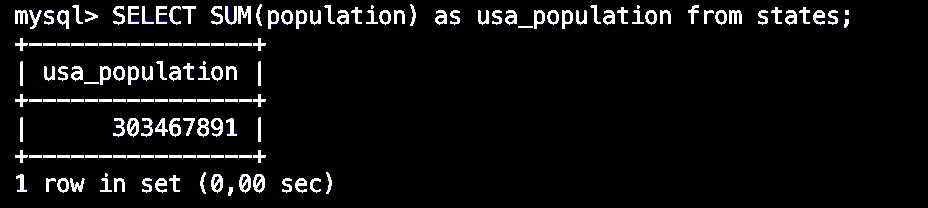 mysql> SELECT SUM(population) as usa_population from states;
+----------------+
| usa_population |
+----------------+
|      303467891 |
+----------------+
1 row in set (0,00 sec)